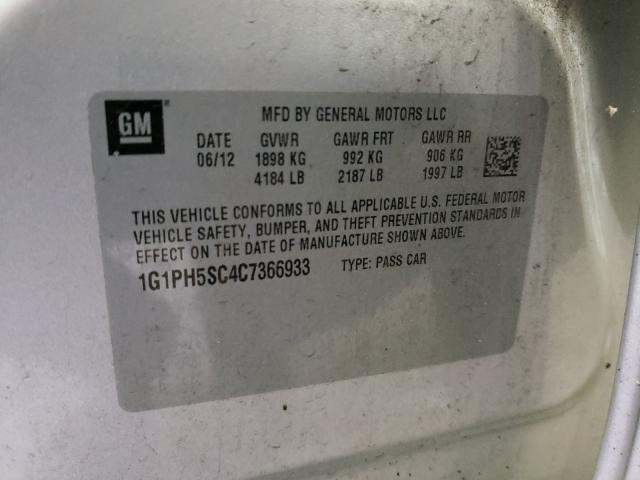 GM
MFD BY GENERAL MOTORS LLC
DATE GVWR GAWR FRT GAWR RR
06/12 1898 KG 992 KG 906 KG
4184 LB 2187 LB 1997 LB
THIS VEHICLE CONFORMS TO ALL APPLICABLE U.S. FEDERAL MOTOR
VEHICLE SAFETY, BUMPER, AND THEFT PREVENTION STANDARDS IN
EFFECT ON THE DATE OF MANUFACTURE SHOWN ABOVE.
1G1PH5SC4C7366933 TYPE: PASS CAR